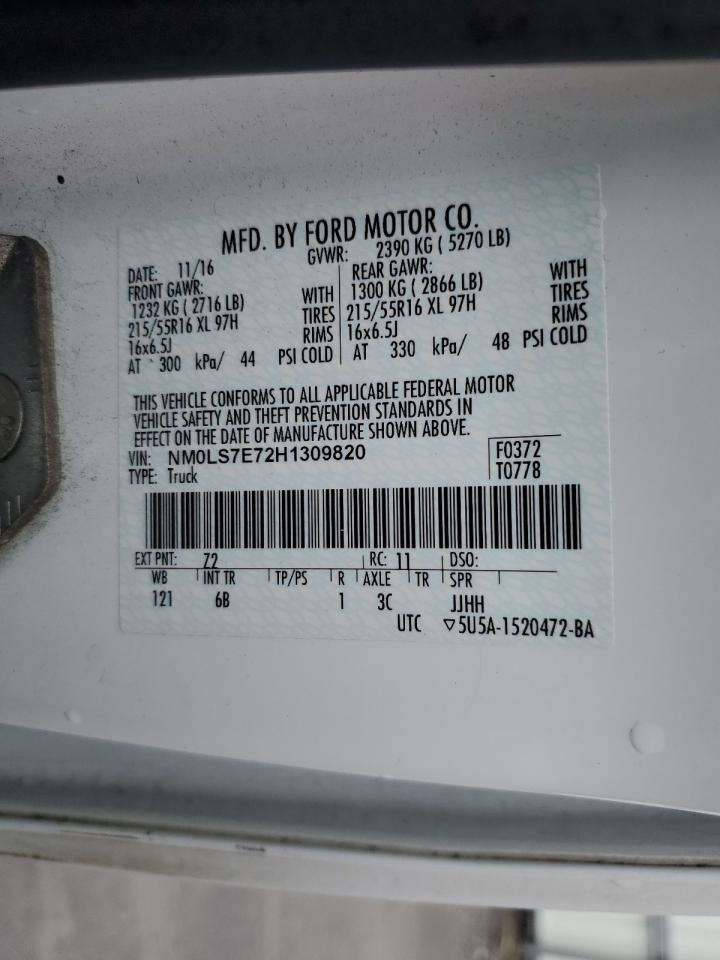 MFD. BY FORD MOTOR CO.
DATE: 11/16 GVWR: 2390 KG ( 5270 LB)
FRONT GAWR: REAR GAWR:
1232 KG ( 2716 LB) WITH 1300 KG ( 2866 LB) WITH
215/55R16 XL 97H TIRES 215/55R16 XL 97H TIRES
16x6.5J RIMS 16x6.5J RIMS
AT 300 kPa/ 44 PSI COLD AT 330 kPa/ 48 PSI COLD
THIS VEHICLE CONFORMS TO ALL APPLICABLE FEDERAL MOTOR
VEHICLE SAFETY AND THEFT PREVENTION STANDARDS IN
EFFECT ON THE DATE OF MANUFACTURE SHOWN ABOVE.
VIN: NM0LS7E72H1309820 F0372
TYPE: Truck T0778
EXT PNT: Z2 RC: 11 DSO:
WB INT TR TP/PS R AXLE TR SPR
121 6B 1 3C JJHH
UTC ▽5U5A-1520472-BA